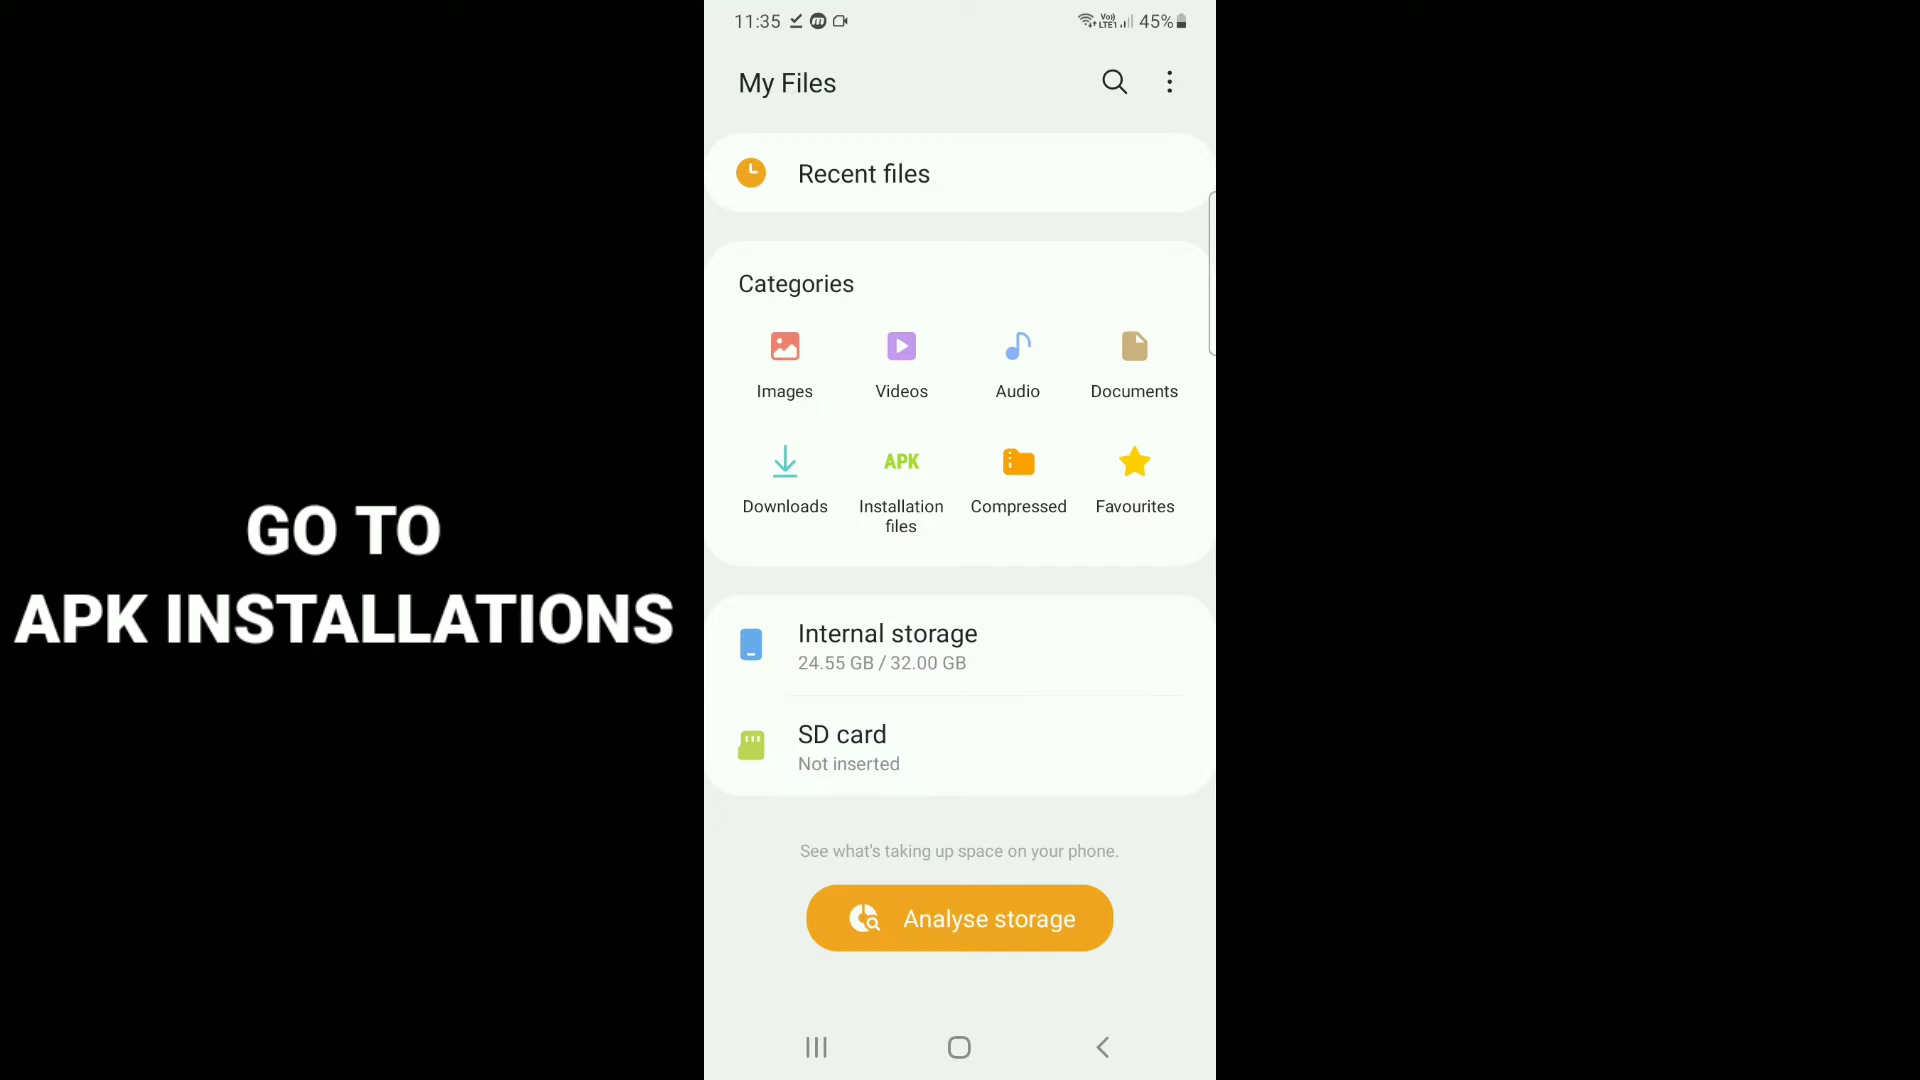 11:35
Vo))
LTE1
45%
My Files
Recent files
Categories
Images
Videos
Audio
Documents
APK
Downloads
Installation
files
Compressed
Favourites
GO TO
APK INSTALLATIONS
Internal storage
24.55 GB / 32.00 GB
SD card
Not inserted
See what's taking up space on your phone.
Analyse storage